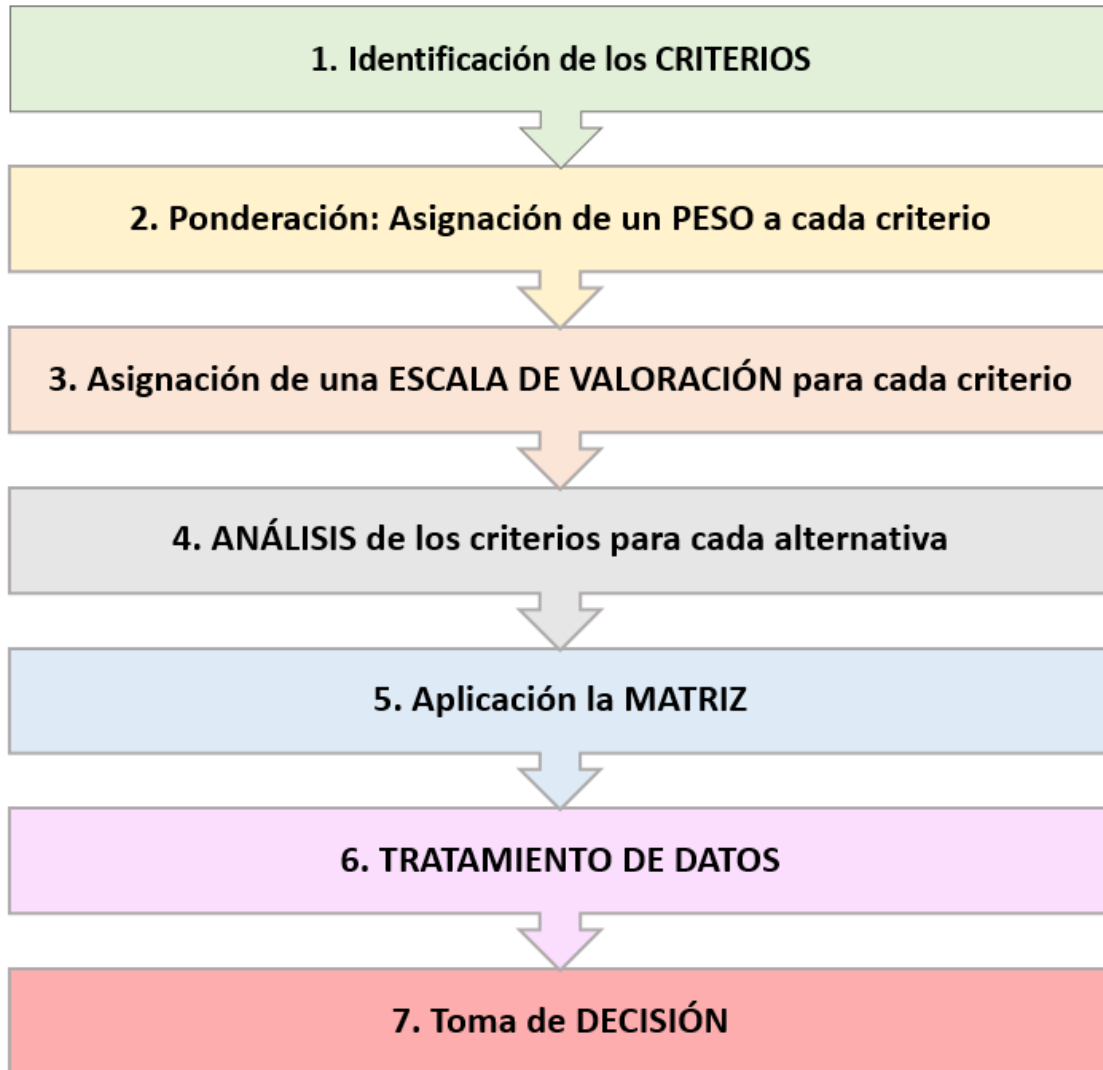 1. Identificación de los CRITERIOS
2. Ponderación: Asignación de un PESO a cada criterio
3. Asignación de una ESCALA DE VALORACIÓN para cada criterio
4. ANÁLISIS de los criterios para cada alternativa
5. Aplicación la MATRIZ
6. TRATAMIENTO DE DATOS
7. Toma de DECISIÓN